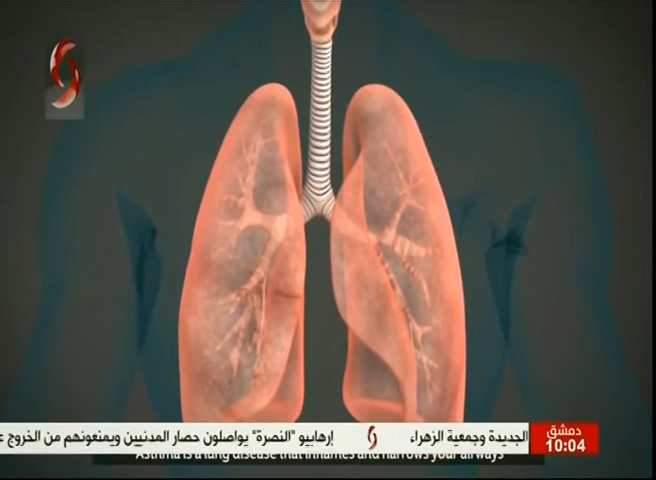 الجديدة وجمعية الزهراء إرهابيو "النصرة" يواصلون حصار المدنيين ويمنعونهم من الخروج
دمشق
10:04
Asthma is a lung disease that inflames and narrows your airways